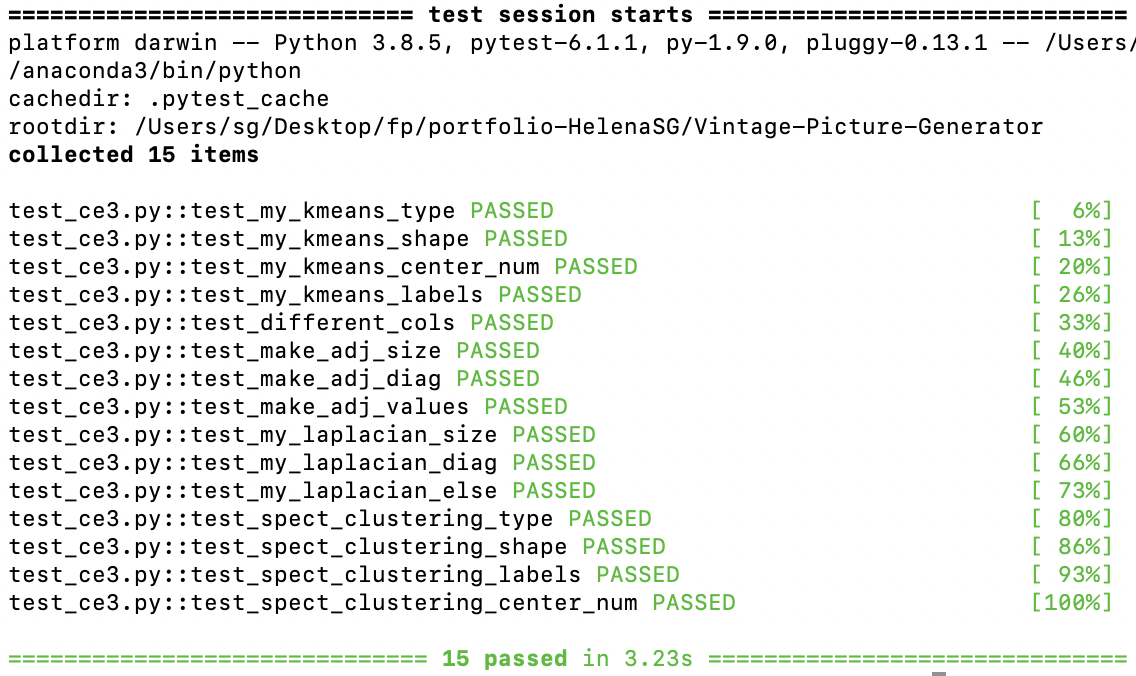 ============================= test session starts ==============================
platform darwin -- Python 3.8.5, pytest-6.1.1, py-1.9.0, pluggy-0.13.1 -- /Users/
/anaconda3/bin/python
cachedir: .pytest_cache
rootdir: /Users/sg/Desktop/fp/portfolio-HelenaSG/Vintage-Picture-Generator
collected 15 items
test_ce3.py::test_my_kmeans_type PASSED [  6%]
test_ce3.py::test_my_kmeans_shape PASSED [ 13%]
test_ce3.py::test_my_kmeans_center_num PASSED [ 20%]
test_ce3.py::test_my_kmeans_labels PASSED [ 26%]
test_ce3.py::test_different_cols PASSED [ 33%]
test_ce3.py::test_make_adj_size PASSED [ 40%]
test_ce3.py::test_make_adj_diag PASSED [ 46%]
test_ce3.py::test_make_adj_values PASSED [ 53%]
test_ce3.py::test_my_laplacian_size PASSED [ 60%]
test_ce3.py::test_my_laplacian_diag PASSED [ 66%]
test_ce3.py::test_my_laplacian_else PASSED [ 73%]
test_ce3.py::test_spect_clustering_type PASSED [ 80%]
test_ce3.py::test_spect_clustering_shape PASSED [ 86%]
test_ce3.py::test_spect_clustering_labels PASSED [ 93%]
test_ce3.py::test_spect_clustering_center_num PASSED [100%]
============================== 15 passed in 3.23s ==============================